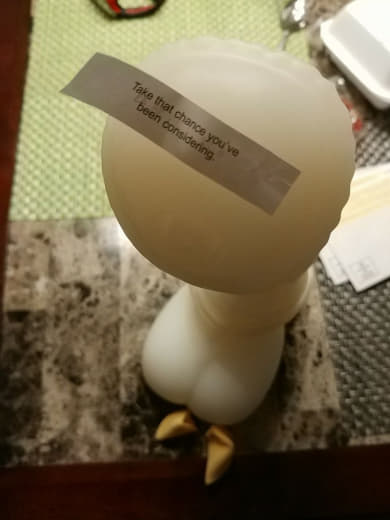 Take that chance you've
been considering.